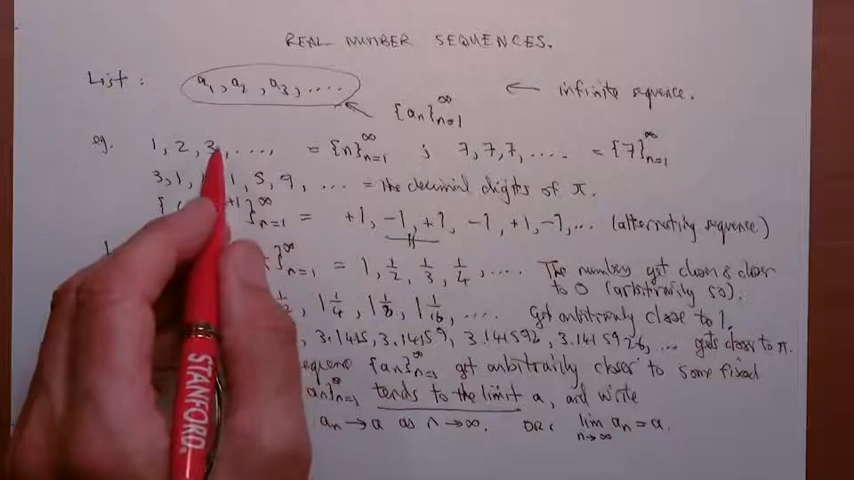 REAL NUMBER SEQUENCES.
List : a₁, a₂, a₃, .... ← infinite sequence.
{aₙ}ₙ₌₁^∞
eg. 1, 2, 3, ...., = {n}ₙ₌₁^∞ ; 7, 7, 7, .... = {7}ₙ₌₁^∞
3, 1, 1, 5, 9, ... = the decimal digits of π.
+1}ₙ₌₁^∞ = +1, -1, +1, -1, +1, -1, ... (alternating sequence)
}ₙ₌₁^∞ = 1, 1/2, 1/3, 1/4, .... The numbers get closer & closer
to 0 (arbitrarily so).
1 1/4, 1 1/8, 1 1/16, .... get arbitrarily close to 1.
3.1415, 3.14159, 3.141592, 3.1415926, ... gets close to π.
{aₙ}ₙ₌₁^∞ get arbitrarily closer to some fixed
tends to the limit a, and write
aₙ → a as n → ∞. OR: lim n→∞ aₙ = a.
STANFORD